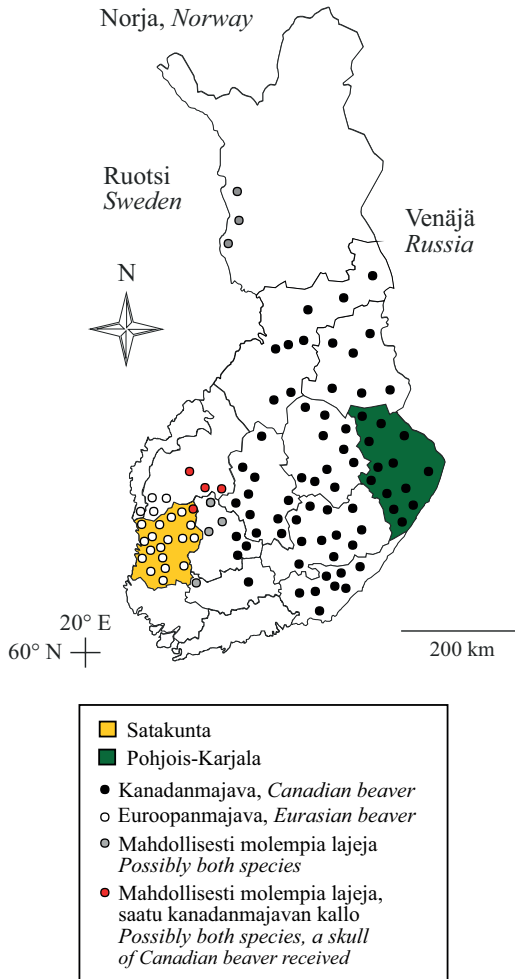 Norja, Norway
Ruotsi
Sweden
Venäjä
Russia
N
20° E
60° N
200 km
Satakunta
Pohjois-Karjala
Kanadanmajava, Canadian beaver
Euroopanmajava, Eurasian beaver
Mahdollisesti molempia lajeja
Possibly both species
Mahdollisesti molempia lajeja,
saatu kanadanmajavan kallo
Possibly both species, a skull
of Canadian beaver received